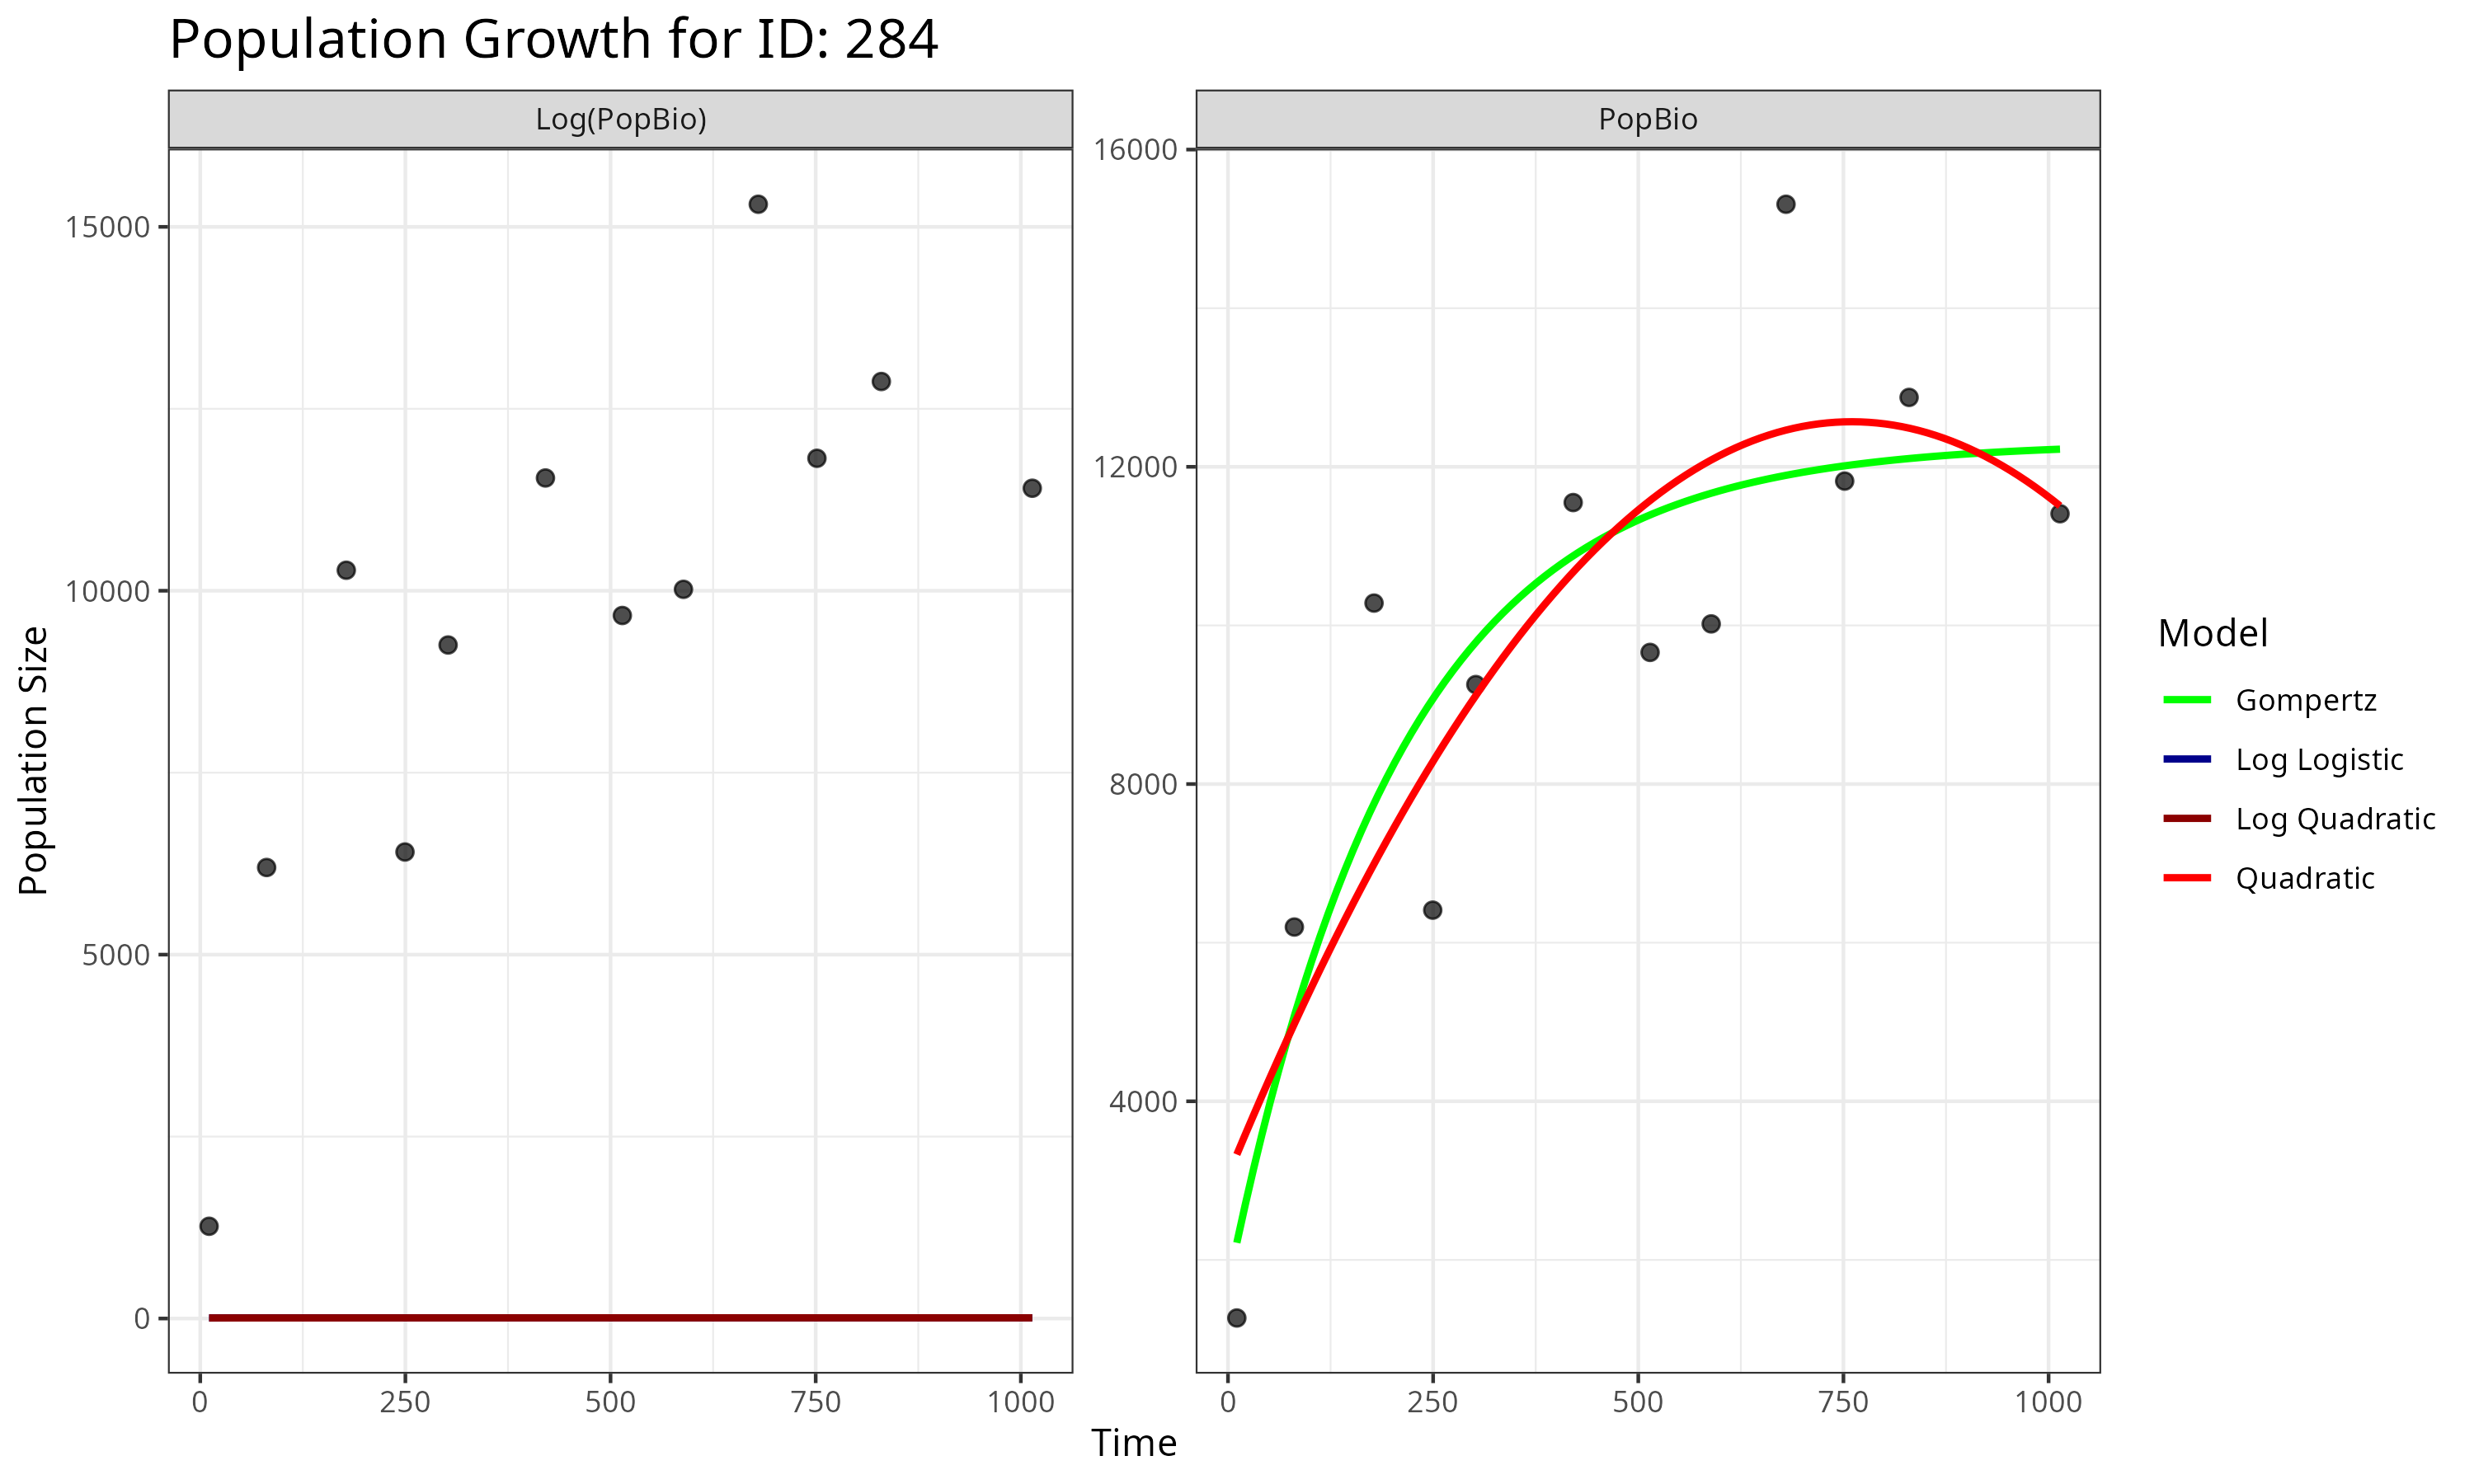 Population Growth for ID: 284
Log(PopBio)
PopBio
Population Size
15000
10000
5000
0
16000
12000
8000
4000
0 250 500 750 1000
0 250 500 750 1000
Time
Model
Gompertz
Log Logistic
Log Quadratic
Quadratic